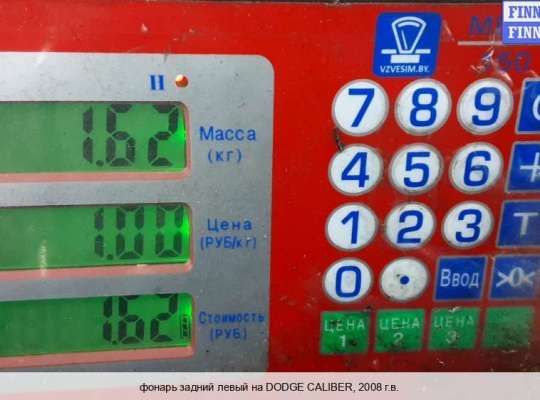 FINN
FINN
VZVESIM.BY
II
1.62
Масса
(кг)
1.00
Цена
(РУБ/кг)
1.62
Стоимость
(РУБ.)
7 8 9
4 5 6 +
1 2 3 T
0 . Ввод >0<
ЦЕНА 1 ЦЕНА 2 ЦЕНА 3
фонарь задний левый на DODGE CALIBER, 2008 г.в.